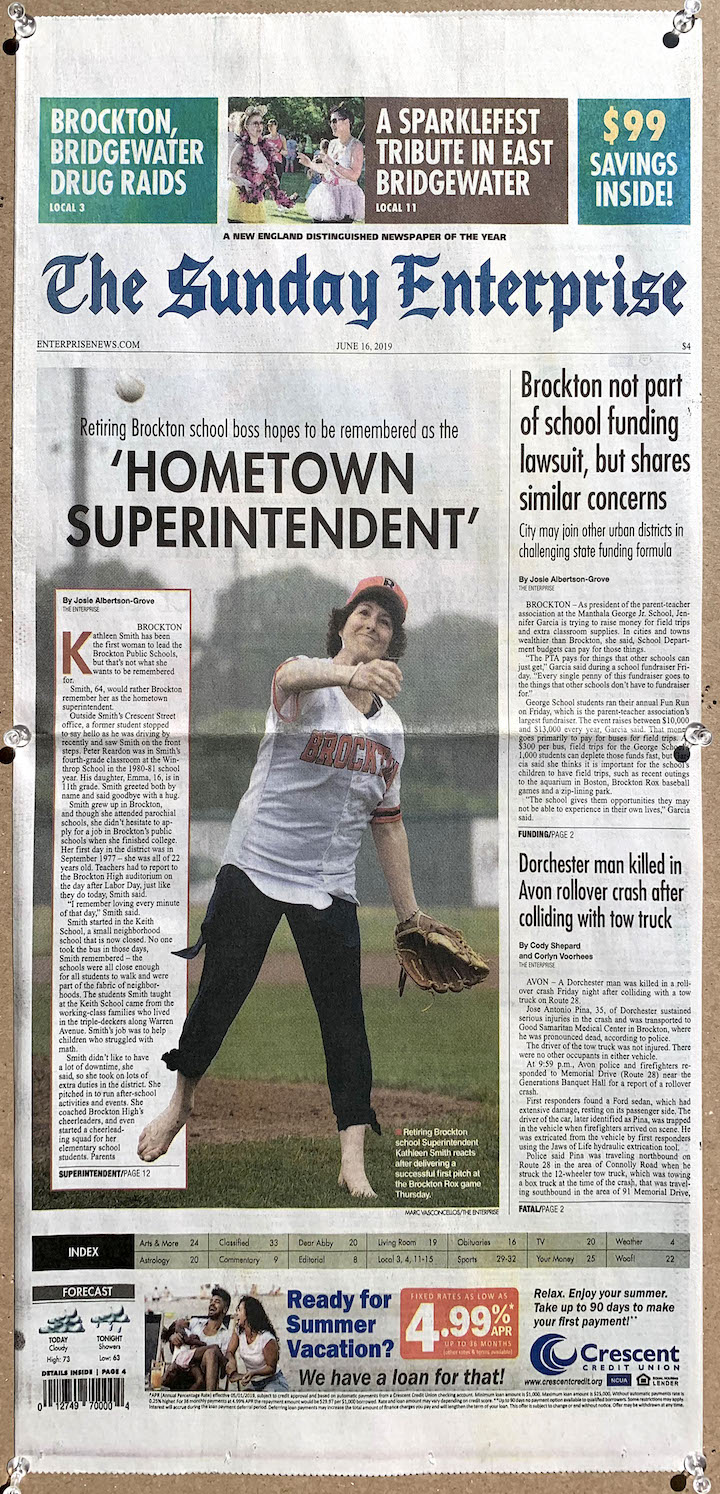 BROCKTON,
BRIDGEWATER
DRUG RAIDS
LOCAL 3
A SPARKLEFEST
TRIBUTE IN EAST
BRIDGEWATER
LOCAL 11
$99
SAVINGS
INSIDE!
A NEW ENGLAND DISTINGUISHED NEWSPAPER OF THE YEAR
The Sunday Enterprise
ENTERPRISENEWS.COM
JUNE 16, 2019
$4
Retiring Brockton school boss hopes to be remembered as the
‘HOMETOWN
SUPERINTENDENT’
By Josie Albertson-Grove
THE ENTERPRISE
BROCKTON
Kathleen Smith has been
the first woman to lead the
Brockton Public Schools,
but that's not what she
wants to be remembered
for.
Smith, 64, would rather Brockton
remember her as the hometown
superintendent.
Outside Smith's Crescent Street
office, a former student stopped
to say hello as he was driving by
recently and saw Smith on the front
steps. Peter Reardon was in Smith's
fourth-grade classroom at the Win-
throp School in the 1980-81 school
year. His daughter, Emma, 16, is in
11th grade. Smith greeted both by
name and said goodbye with a hug.
Smith grew up in Brockton,
and though she attended parochial
schools, she didn't hesitate to ap-
ply for a job in Brockton's public
schools when she finished college.
Her first day in the district was in
September 1977 – she was all of 22
years old. Teachers had to report to
the Brockton High auditorium on
the day after Labor Day, just like
they do today, Smith said.
"I remember loving every minute
of that day," Smith said.
Smith started in the Keith
School, a small neighborhood
school that is now closed. No one
took the bus in those days,
Smith remembered – the
schools were all close enough
for all students to walk and were
part of the fabric of neighbor-
hoods. The students Smith taught
at the Keith School came from the
working-class families who lived
in the triple-deckers along Warren
Avenue. Smith's job was to help
children who struggled with
math.
Smith didn't like to have
a lot of downtime, she
said, so she took on lots of
extra duties in the district. She
pitched in to run after-school
activities and events. She
coached Brockton High's
cheerleaders, and even
started a cheerlead-
ing squad for her
elementary school
students. Parents
SUPERINTENDENT/PAGE 12
B
BROCKTON
Retiring Brockton
school Superintendent
Kathleen Smith reacts
after delivering a
successful first pitch at
the Brockton Rox game
Thursday.
MARC VASCONCELLOS/THE ENTERPRISE
Brockton not part
of school funding
lawsuit, but shares
similar concerns
City may join other urban districts in
challenging state funding formula
By Josie Albertson-Grove
THE ENTERPRISE
BROCKTON – As president of the parent-teacher
association at the Manthala George Jr. School, Jen-
nifer Garcia is trying to raise money for field trips
and extra classroom supplies. In cities and towns
wealthier than Brockton, she said, School Depart-
ment budgets can pay for those things.
"The PTA pays for things that other schools can
just get," Garcia said during a school fundraiser Fri-
day. "Every single penny of this fundraiser goes to
the things that other schools don't have to fundraiser
for."
George School students ran their annual Fun Run
on Friday, which is the parent-teacher association's
largest fundraiser. The event raises between $10,000
and $13,000 every year, Garcia said. That money
goes primarily to pay for buses for field trips. At
$300 per bus, field trips for the George School's
1,000 students can deplete those funds fast, but Gar-
cia said she thinks it is important for the school's
children to have field trips, such as recent outings
to the aquarium in Boston, Brockton Rox baseball
games and a zip-lining park.
"The school gives them opportunities they may
not be able to experience in their own lives," Garcia
said.
FUNDING/PAGE 2
Dorchester man killed in
Avon rollover crash after
colliding with tow truck
By Cody Shepard
and Corlyn Voorhees
THE ENTERPRISE
AVON – A Dorchester man was killed in a roll-
over crash Friday night after colliding with a tow
truck on Route 28.
Jose Antonio Pina, 35, of Dorchester sustained
serious injuries in the crash and was transported to
Good Samaritan Medical Center in Brockton, where
he was pronounced dead, according to police.
The driver of the tow truck was not injured. There
were no other occupants in either vehicle.
At 9:59 p.m., Avon police and firefighters re-
sponded to Memorial Drive (Route 28) near the
Generations Banquet Hall for a report of a rollover
crash.
First responders found a Ford sedan, which had
extensive damage, resting on its passenger side. The
driver of the car, later identified as Pina, was trapped
in the vehicle when firefighters arrived on scene. He
was extricated from the vehicle by first responders
using the Jaws of Life hydraulic extrication tool.
Police said Pina was traveling northbound on
Route 28 in the area of Connolly Road when he
struck the 12-wheeler tow truck, which was towing
a box truck at the time of the crash, that was travel-
ing southbound in the area of 91 Memorial Drive,
FATAL/PAGE 2
INDEX
Arts & More 24 Classified 33 Dear Abby 20 Living Room 19 Obituaries 16 TV 20 Weather 4
Astrology 20 Commentary 9 Editorial 8 Local 3, 4, 11-15 Sports 29-32 Your Money 25 Woof! 22
FORECAST
TODAY
Cloudy
High: 73
TONIGHT
Showers
Low: 63
DETAILS INSIDE | PAGE 4
0 12749 70000 4
Ready for
Summer
Vacation?
We have a loan for that!
FIXED RATES AS LOW AS
4.99%*
APR
UP TO 36 MONTHS
(other rates & terms available)
Relax. Enjoy your summer.
Take up to 90 days to make
your first payment!**
Crescent
CREDIT UNION
www.crescentcredit.org
NCUA
EQUAL HOUSING
LENDER